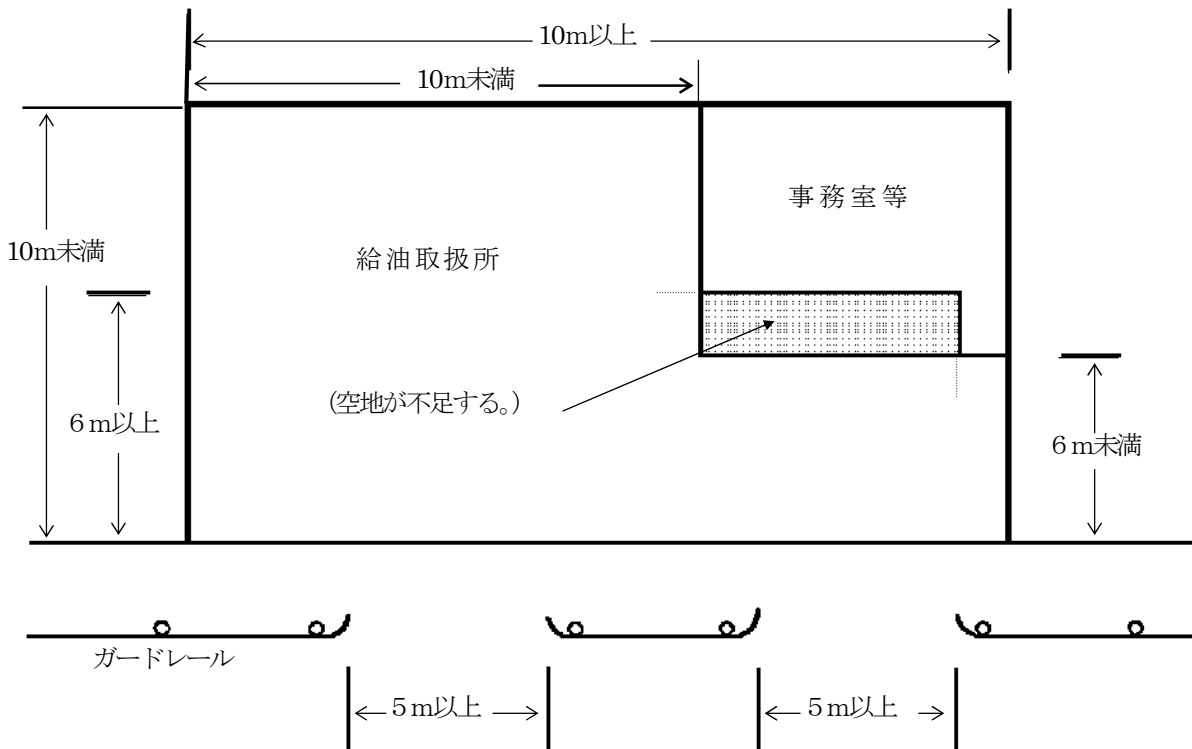 10m以上
10m未満
事務室等
10m未満
給油取扱所
(空地が不足する。)
6m以上
6m未満
ガードレール
5m以上
5m以上